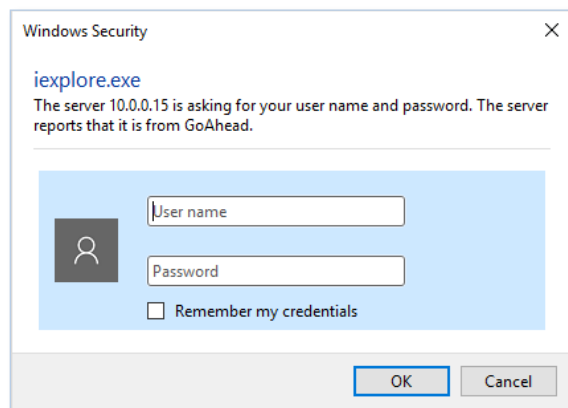 Windows Security
iexplore.exe
The server 10.0.0.15 is asking for your user name and password. The server
reports that it is from GoAhead.
User name
Password
Remember my credentials
OK Cancel